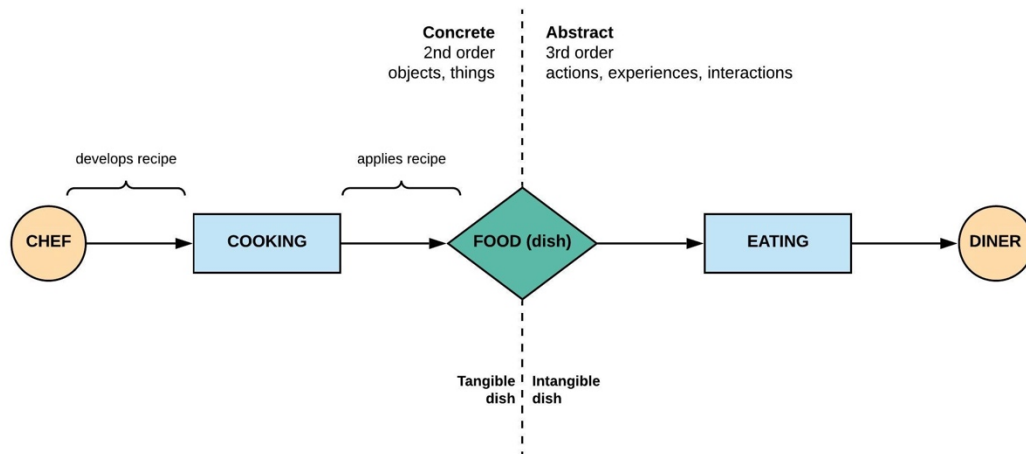 Concrete
2nd order
objects, things
Abstract
3rd order
actions, experiences, interactions
develops recipe
applies recipe
CHEF
COOKING
FOOD (dish)
EATING
DINER
Tangible
dish
Intangible
dish